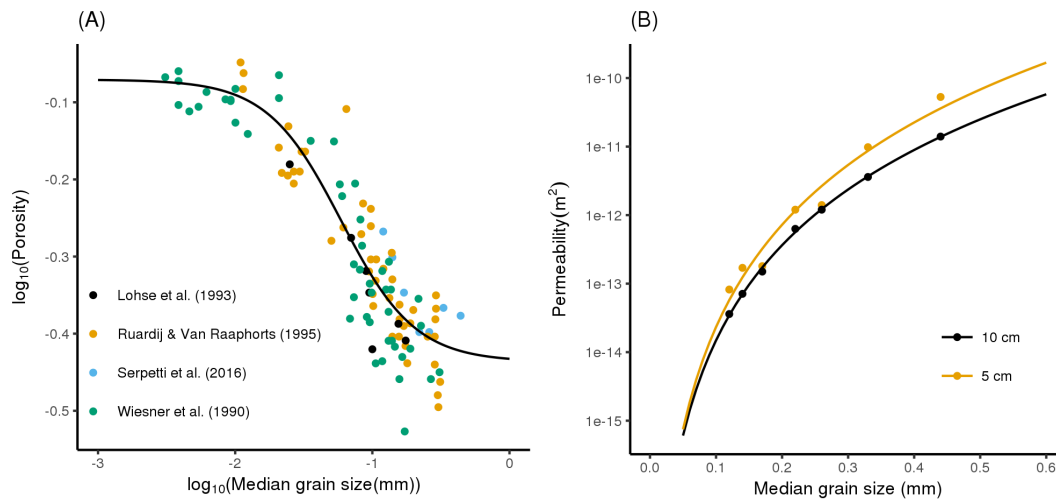 (A)
log₁₀(Porosity)
-0.1
-0.2
-0.3
-0.4
-0.5
Lohse et al. (1993)
Ruardij & Van Raaphorts (1995)
Serpetti et al. (2016)
Wiesner et al. (1990)
-3
-2
-1
0
log₁₀(Median grain size(mm))
(B)
Permeability(m²)
1e-10
1e-11
1e-12
1e-13
1e-14
1e-15
10 cm
5 cm
0.0
0.1
0.2
0.3
0.4
0.5
0.6
Median grain size (mm)